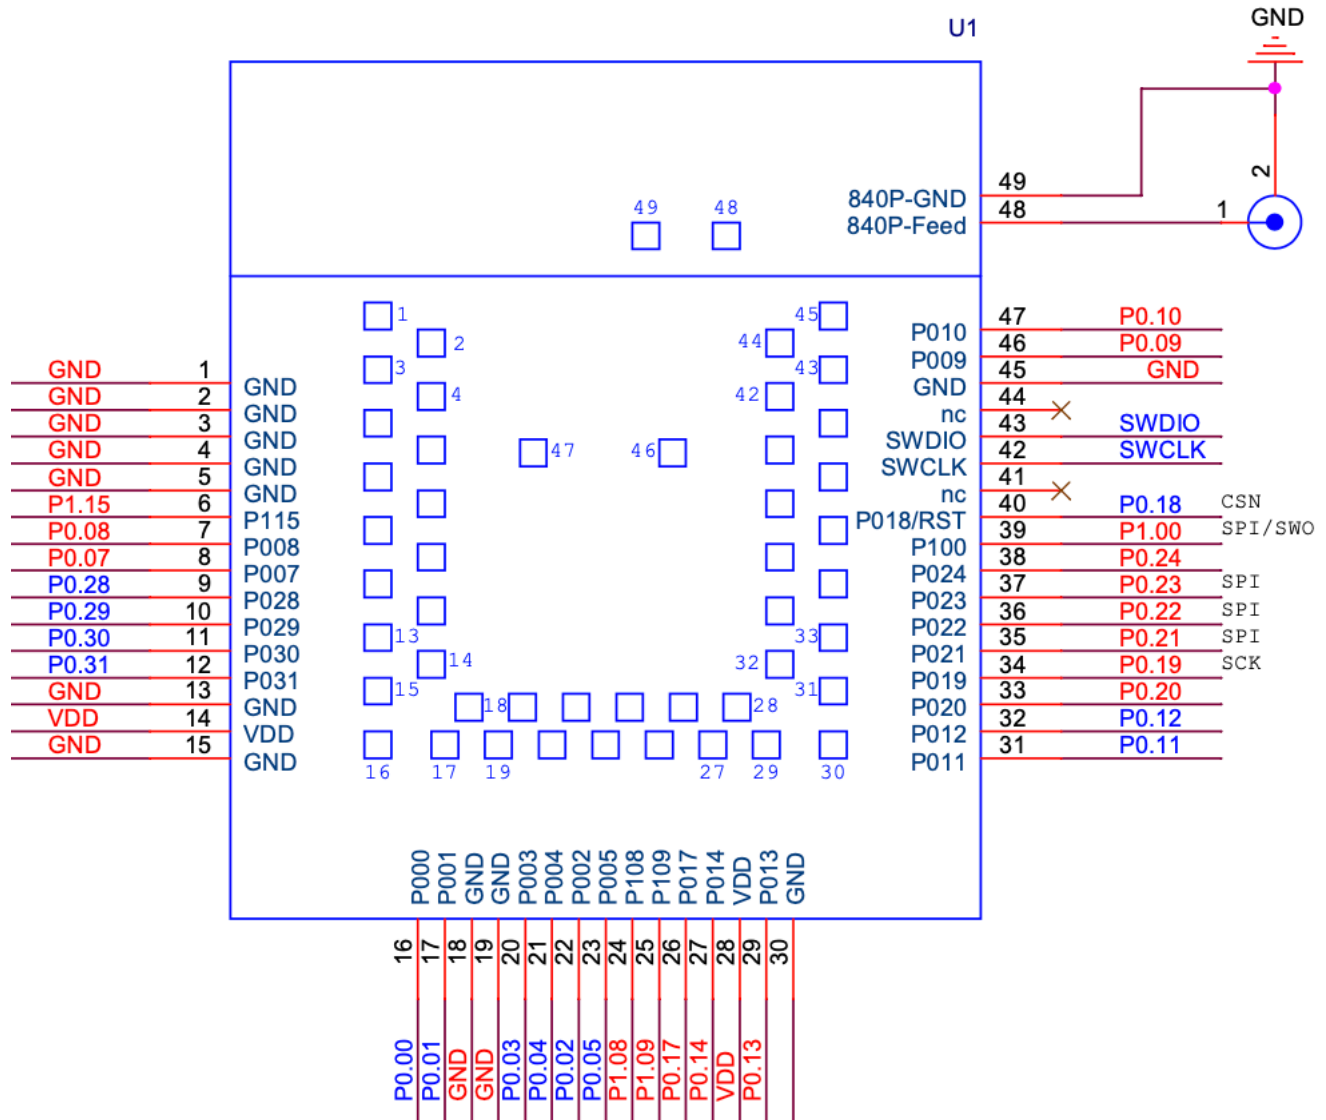 GND
U1
2
49
840P-GND
48
840P-Feed
1
49 48
1
2
3
4
13
14
15
16
17
18
19
27
28
29
30
31
32
33
42
43
44
45
46
47
GND 1 GND
GND 2 GND
GND 3 GND
GND 4 GND
GND 5 GND
P1.15 6 P115
P0.08 7 P008
P0.07 8 P007
P0.28 9 P028
P0.29 10 P029
P0.30 11 P030
P0.31 12 P031
GND 13 GND
VDD 14 VDD
GND 15 GND
P010 47 P0.10
P009 46 P0.09
GND 45 GND
nc 44
SWDIO 43 SWDIO
SWCLK 42 SWCLK
nc 41
P018/RST 40 P0.18 CSN
P100 39 P1.00 SPI/SWO
P024 38 P0.24
P023 37 P0.23 SPI
P022 36 P0.22 SPI
P021 35 P0.21 SPI
P019 34 P0.19 SCK
P020 33 P0.20
P012 32 P0.12
P011 31 P0.11
P000 16 P0.00
P001 17 P0.01
GND 18 GND
GND 19 GND
P003 20 P0.03
P004 21 P0.04
P002 22 P0.02
P005 23 P0.05
P108 24 P1.08
P109 25 P1.09
P017 26 P0.17
P014 27 P0.14
VDD 28 VDD
P013 29 P0.13
GND 30